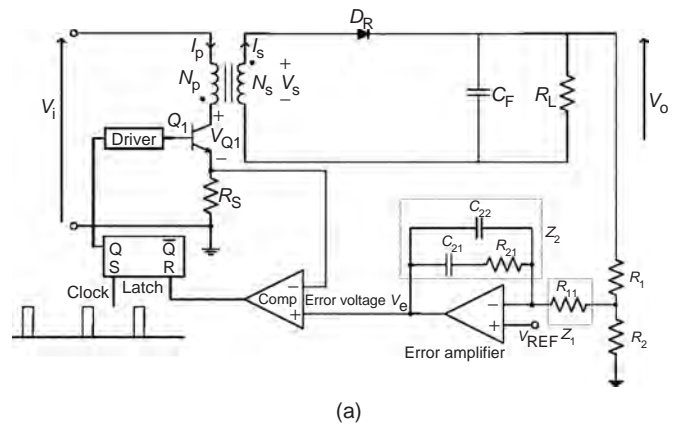 D_R
I_p
I_s
+
N_p
N_s
V_s
−
C_F
R_L
V_i
V_o
Q_1
+
V_Q1
−
Driver
R_S
Q Q̅
S R
Clock Latch
Comp
−
+
Error voltage V_e
C_22
Z_2
C_21
R_21
R_11
Z_1
R_1
R_2
−
+
V_REF
Error amplifier
(a)